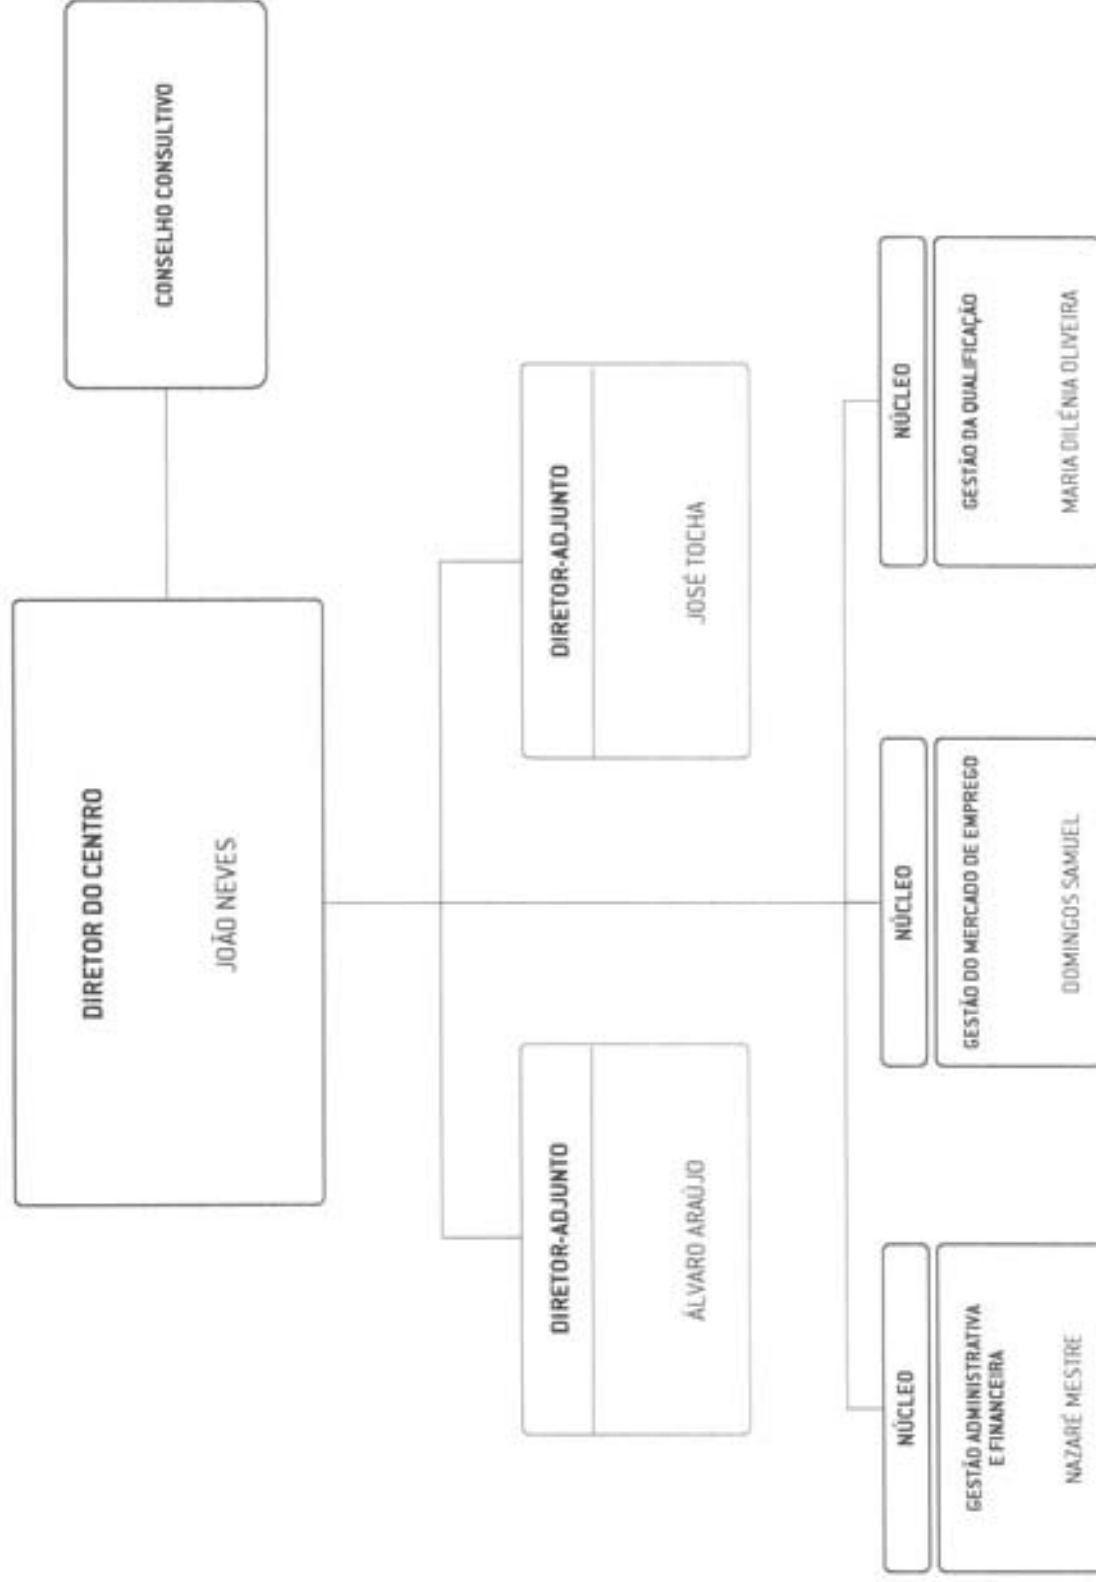 CONSELHO CONSULTIVO
DIRETOR DO CENTRO
JOÃO NEVES
DIRETOR-ADJUNTO
ÁLVARO ARAÚJO
DIRETOR-ADJUNTO
JOSÉ TOCHA
NÚCLEO
GESTÃO ADMINISTRATIVA
E FINANCEIRA
NAZARÉ MESTRE
NÚCLEO
GESTÃO DO MERCADO DE EMPREGO
DOMINGOS SAMUEL
NÚCLEO
GESTÃO DA QUALIFICAÇÃO
MARIA DILÉNIA OLIVEIRA